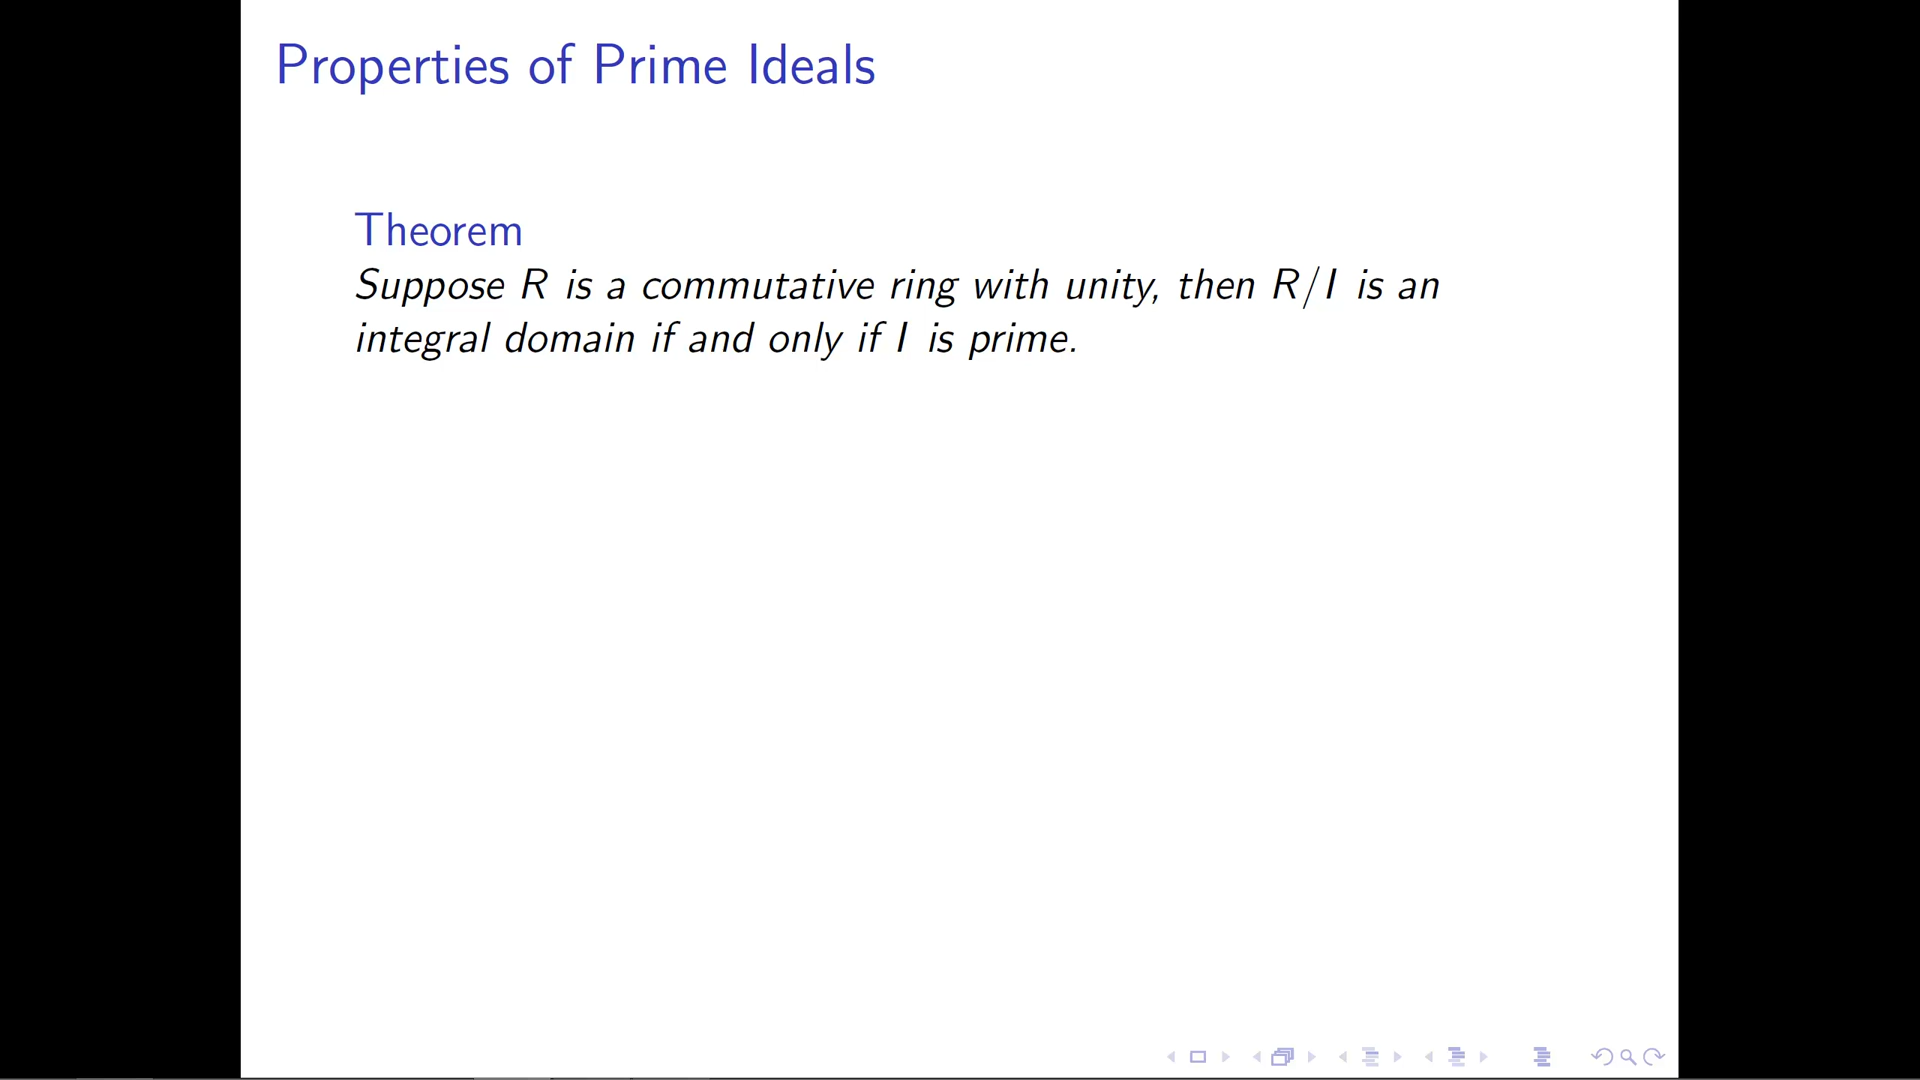 Properties of Prime Ideals
Theorem
Suppose R is a commutative ring with unity, then R/I is an
integral domain if and only if I is prime.